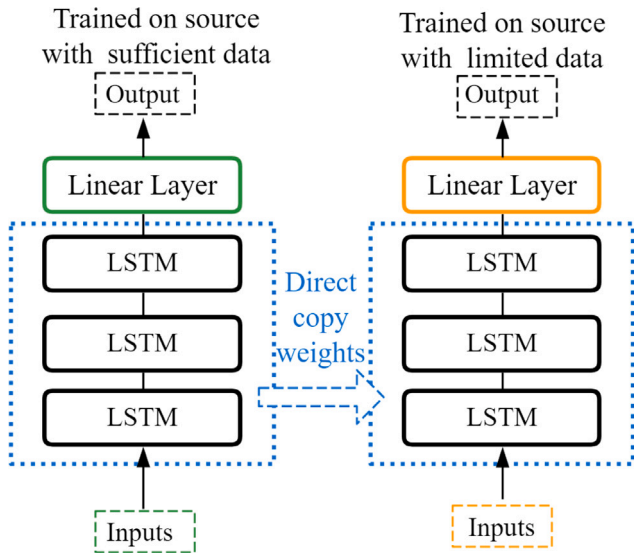 Trained on source
with sufficient data
Output
Linear Layer
LSTM
LSTM
LSTM
Inputs
Direct
copy
weights
Trained on source
with limited data
Output
Linear Layer
LSTM
LSTM
LSTM
Inputs